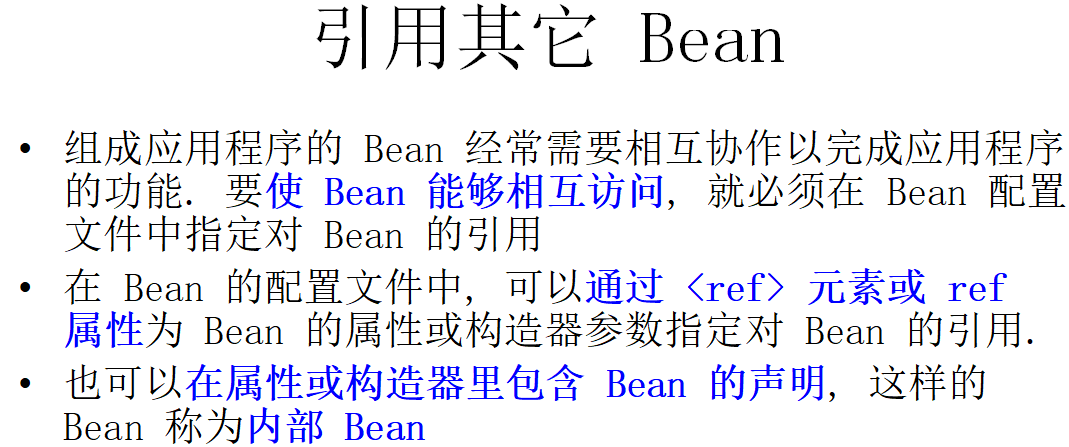 引用其它 Bean
• 组成应用程序的 Bean 经常需要相互协作以完成应用程序
的功能. 要使 Bean 能够相互访问, 就必须在 Bean 配置
文件中指定对 Bean 的引用
• 在 Bean 的配置文件中, 可以通过 <ref> 元素或 ref
属性为 Bean 的属性或构造器参数指定对 Bean 的引用.
• 也可以在属性或构造器里包含 Bean 的声明, 这样的
Bean 称为内部 Bean